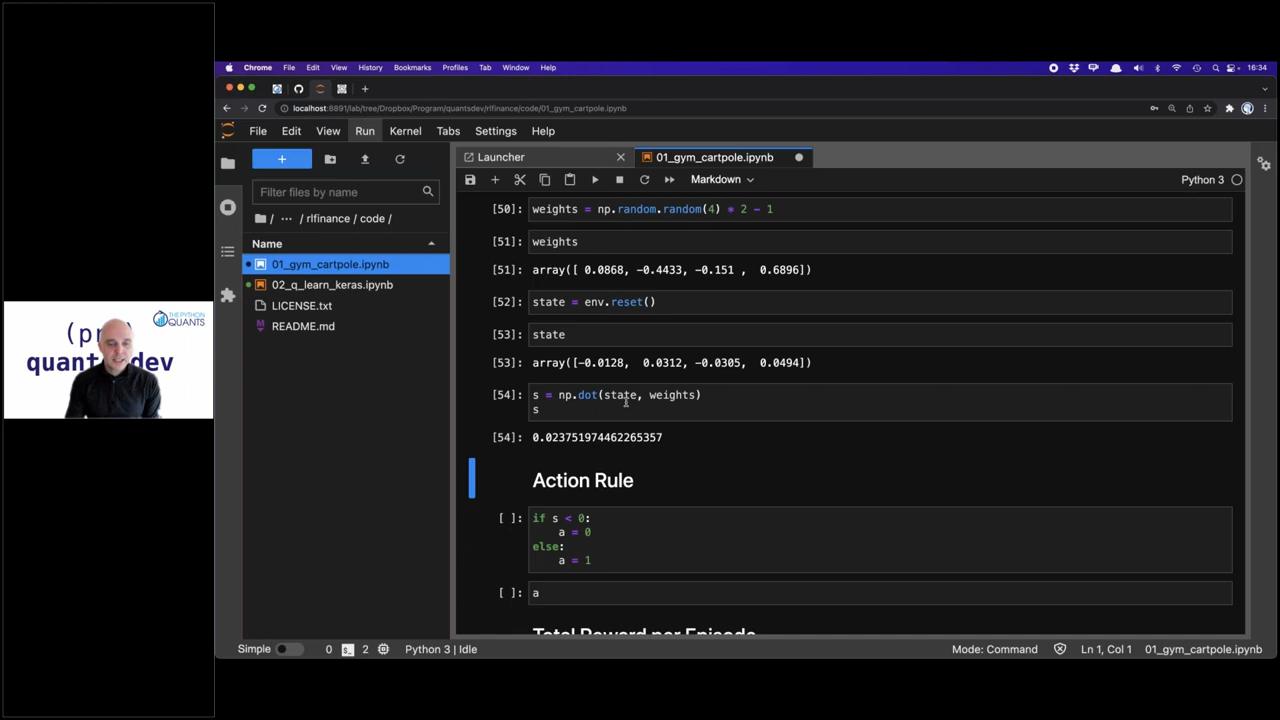 Chrome File Edit View History Bookmarks Profiles Tab Window Help 16:34
localhost:8891/lab/tree/Dropbox/Program/quantsdev/rlfinance/code/01_gym_cartpole.ipynb
File Edit View Run Kernel Tabs Settings Help
Launcher
01_gym_cartpole.ipynb
Markdown
Python 3
Filter files by name
/ ... / rlfinance / code /
Name
01_gym_cartpole.ipynb
02_q_learn_keras.ipynb
LICENSE.txt
README.md
[50]: weights = np.random.random(4) * 2 - 1
[51]: weights
[51]: array([ 0.0868, -0.4433, -0.151 , 0.6896])
[52]: state = env.reset()
[53]: state
[53]: array([-0.0128, 0.0312, -0.0305, 0.0494])
[54]: s = np.dot(state, weights)
s
[54]: 0.023751974462265357
Action Rule
[ ]: if s < 0:
a = 0
else:
a = 1
[ ]: a
Total Reward per Episode
THE PYTHON
QUANTS
Simple 0 2 Python 3 | Idle
Mode: Command Ln 1, Col 1 01_gym_cartpole.ipynb